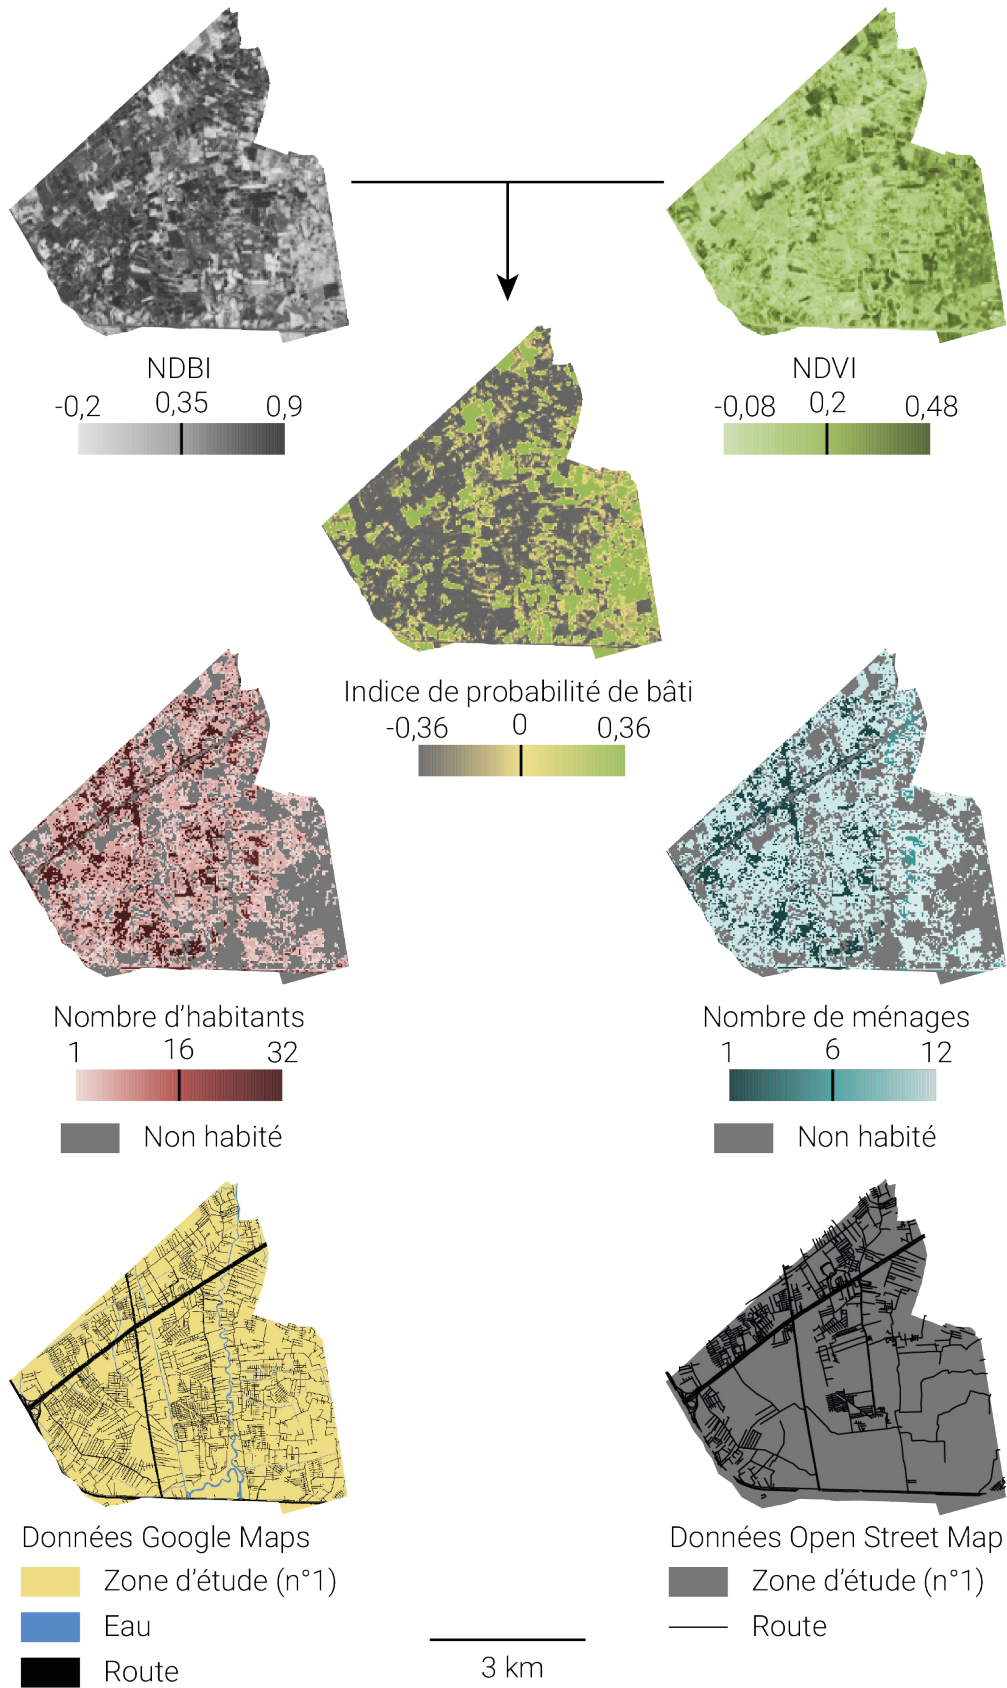 NDBI
-0,2 0,35 0,9
NDVI
-0,08 0,2 0,48
Indice de probabilité de bâti
-0,36 0 0,36
Nombre d'habitants
1 16 32
Non habité
Nombre de ménages
1 6 12
Non habité
Données Google Maps
Zone d'étude (n°1)
Eau
Route
3 km
Données Open Street Map
Zone d'étude (n°1)
Route